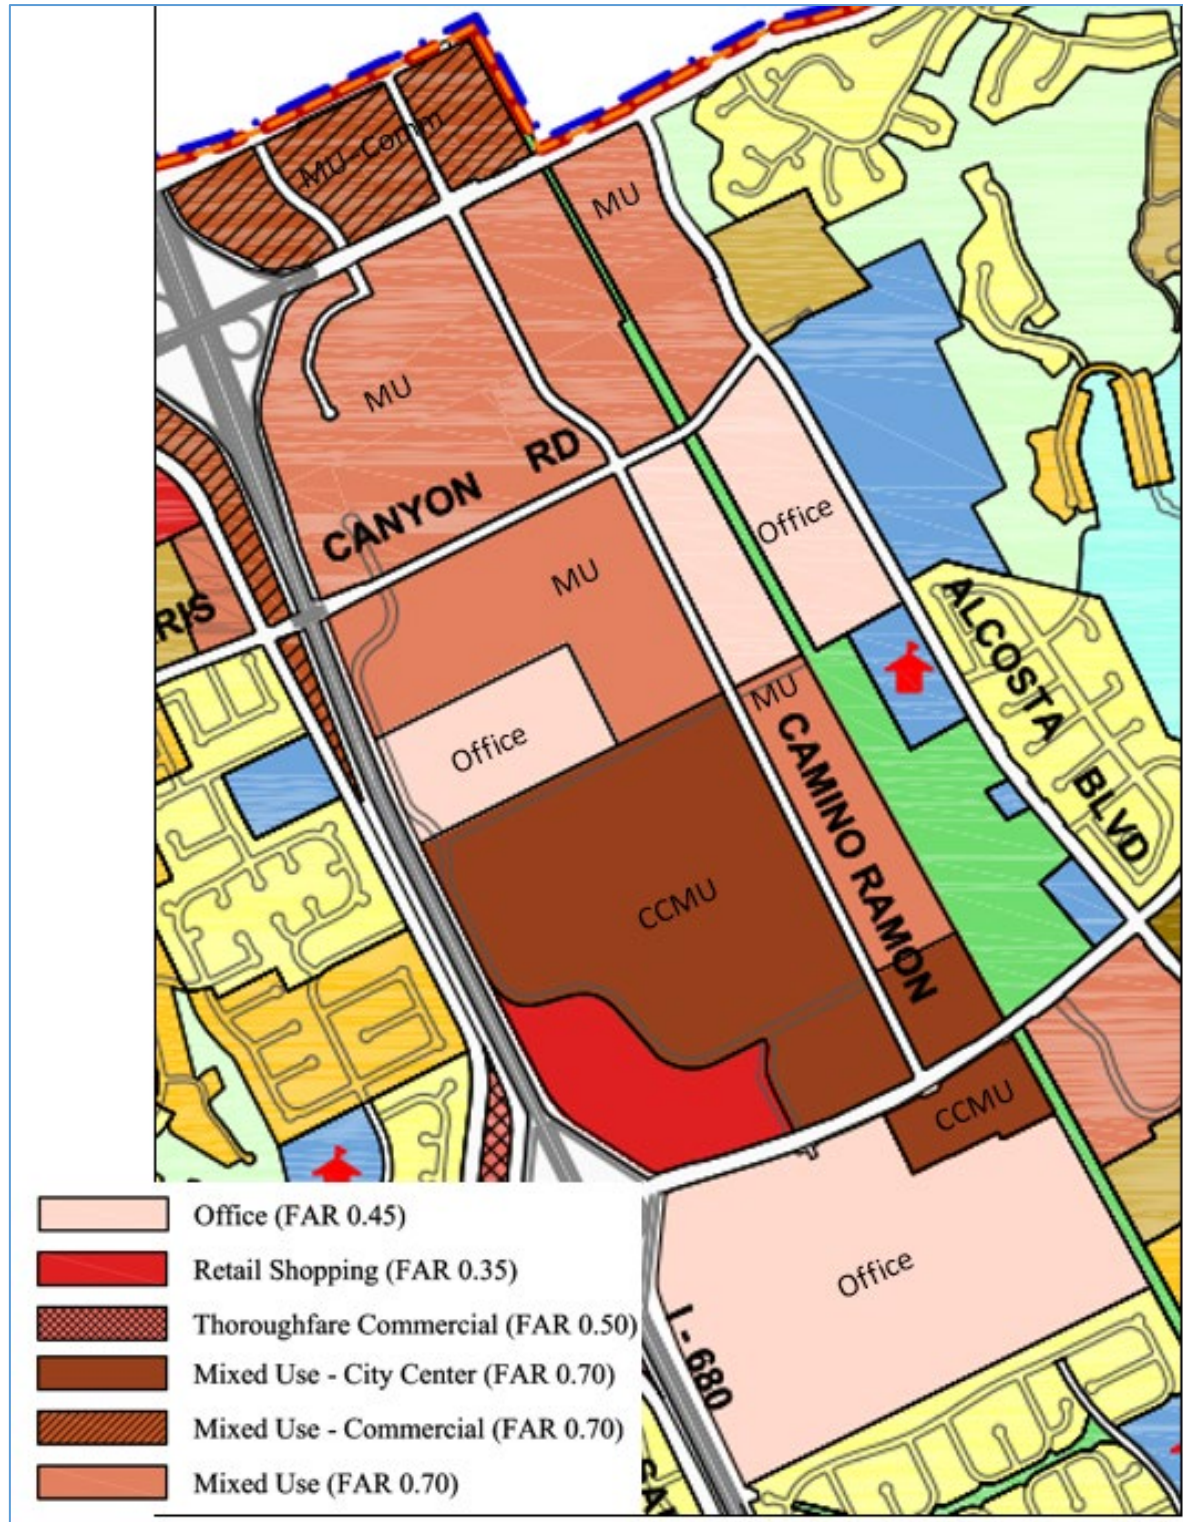 MU-Comm
MU
MU
CANYON RD
MU
Office
RIS
ALCOSTA BLVD
MU
Office
CAMINO RAMON
CCMU
CCMU
Office
I-680
SAN
Office (FAR 0.45)
Retail Shopping (FAR 0.35)
Thoroughfare Commercial (FAR 0.50)
Mixed Use - City Center (FAR 0.70)
Mixed Use - Commercial (FAR 0.70)
Mixed Use (FAR 0.70)